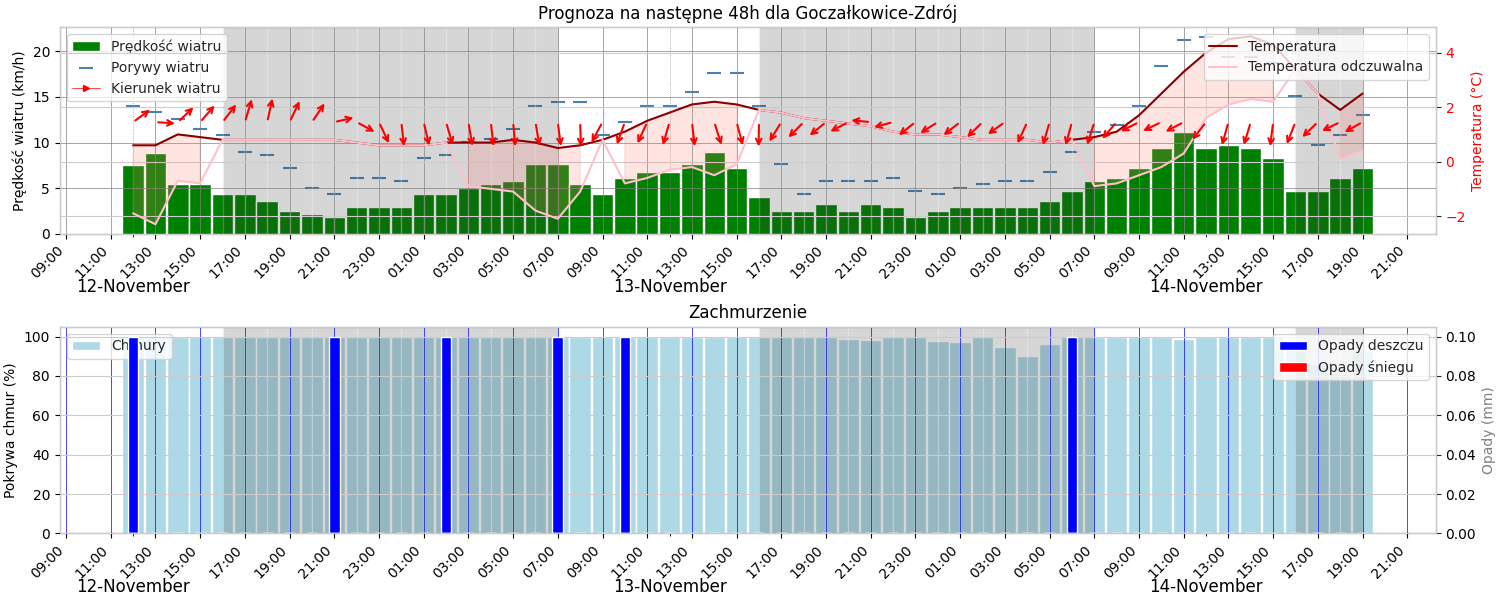 Prognoza na następne 48h dla Goczałkowice-Zdrój
Prędkość wiatru (km/h)
20
15
10
5
0
Prędkość wiatru
Porywy wiatru
Kierunek wiatru
Temperatura
Temperatura odczuwalna
4
2
0
−2
Temperatura (°C)
09:00 11:00 13:00 15:00 17:00 19:00 21:00 23:00 01:00 03:00 05:00 07:00 09:00 11:00 13:00 15:00 17:00 19:00 21:00 23:00 01:00 03:00 05:00 07:00 09:00 11:00 13:00 15:00 17:00 19:00 21:00
12-November 13-November 14-November
Zachmurzenie
Pokrywa chmur (%)
100
80
60
40
20
0
Chmury
Opady deszczu
Opady śniegu
0.10
0.08
0.06
0.04
0.02
0.00
Opady (mm)
09:00 11:00 13:00 15:00 17:00 19:00 21:00 23:00 01:00 03:00 05:00 07:00 09:00 11:00 13:00 15:00 17:00 19:00 21:00 23:00 01:00 03:00 05:00 07:00 09:00 11:00 13:00 15:00 17:00 19:00 21:00
12-November 13-November 14-November